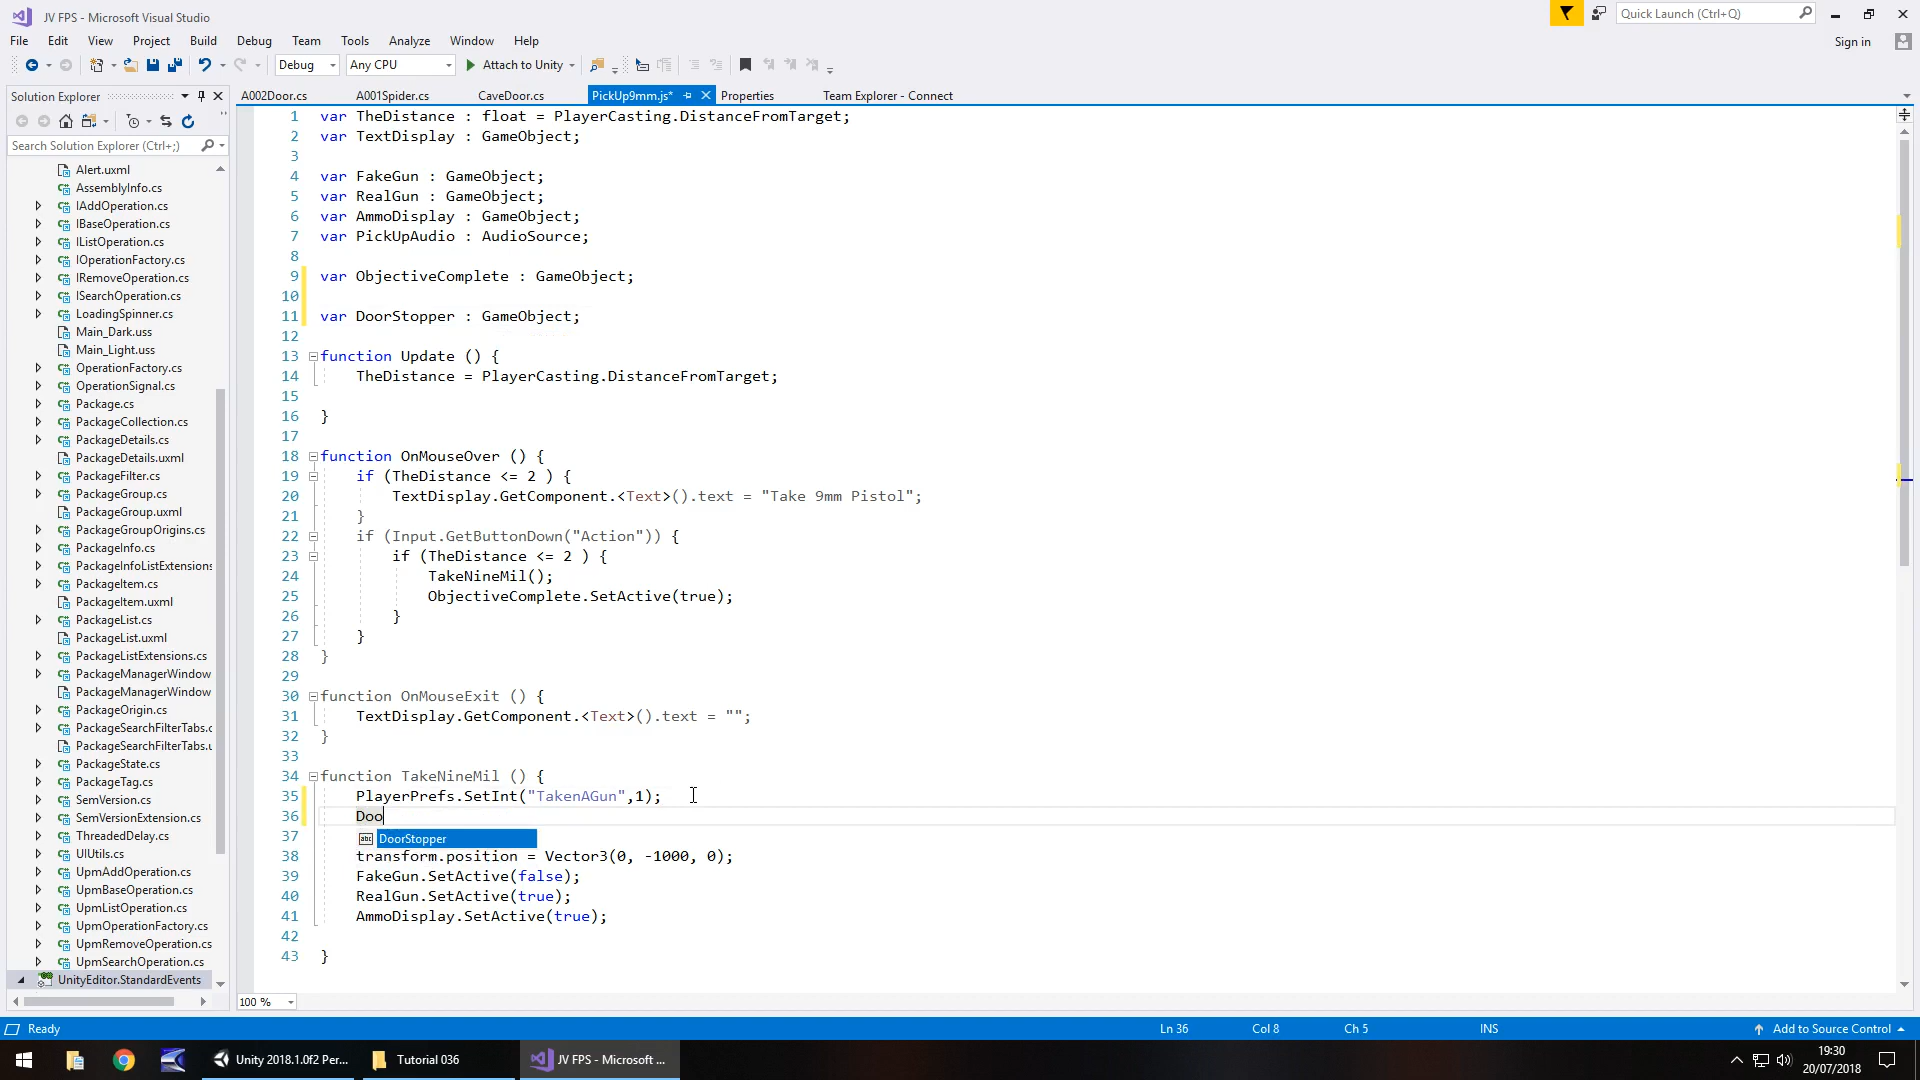 JV FPS - Microsoft Visual Studio
Quick Launch (Ctrl+Q)
File Edit View Project Build Debug Team Tools Analyze Window Help
Sign in
Debug Any CPU Attach to Unity
Solution Explorer
A002Door.cs A001Spider.cs CaveDoor.cs PickUp9mm.js* Properties Team Explorer - Connect
Search Solution Explorer (Ctrl+;)
Alert.uxml
AssemblyInfo.cs
IAddOperation.cs
IBaseOperation.cs
IListOperation.cs
IOperationFactory.cs
IRemoveOperation.cs
ISearchOperation.cs
LoadingSpinner.cs
Main_Dark.uss
Main_Light.uss
OperationFactory.cs
OperationSignal.cs
Package.cs
PackageCollection.cs
PackageDetails.cs
PackageDetails.uxml
PackageFilter.cs
PackageGroup.cs
PackageGroup.uxml
PackageGroupOrigins.cs
PackageInfo.cs
PackageInfoListExtensions
PackageItem.cs
PackageItem.uxml
PackageList.cs
PackageList.uxml
PackageListExtensions.cs
PackageManagerWindow
PackageManagerWindow
PackageOrigin.cs
PackageSearchFilterTabs.c
PackageSearchFilterTabs.u
PackageState.cs
PackageTag.cs
SemVersion.cs
SemVersionExtension.cs
ThreadedDelay.cs
UIUtils.cs
UpmAddOperation.cs
UpmBaseOperation.cs
UpmListOperation.cs
UpmOperationFactory.cs
UpmRemoveOperation.cs
UpmSearchOperation.cs
UnityEditor.StandardEvents
1 var TheDistance : float = PlayerCasting.DistanceFromTarget;
2 var TextDisplay : GameObject;
3
4 var FakeGun : GameObject;
5 var RealGun : GameObject;
6 var AmmoDisplay : GameObject;
7 var PickUpAudio : AudioSource;
8
9 var ObjectiveComplete : GameObject;
10
11 var DoorStopper : GameObject;
12
13 function Update () {
14 TheDistance = PlayerCasting.DistanceFromTarget;
15
16 }
17
18 function OnMouseOver () {
19 if (TheDistance <= 2 ) {
20 TextDisplay.GetComponent.<Text>().text = "Take 9mm Pistol";
21 }
22 if (Input.GetButtonDown("Action")) {
23 if (TheDistance <= 2 ) {
24 TakeNineMil();
25 ObjectiveComplete.SetActive(true);
26 }
27 }
28 }
29
30 function OnMouseExit () {
31 TextDisplay.GetComponent.<Text>().text = "";
32 }
33
34 function TakeNineMil () {
35 PlayerPrefs.SetInt("TakenAGun",1);
36 Doo
37 abc DoorStopper
38 transform.position = Vector3(0, -1000, 0);
39 FakeGun.SetActive(false);
40 RealGun.SetActive(true);
41 AmmoDisplay.SetActive(true);
42
43 }
100 %
Ready Ln 36 Col 8 Ch 5 INS Add to Source Control
Unity 2018.1.0f2 Per... Tutorial 036 JV FPS - Microsoft ...
19:30
20/07/2018